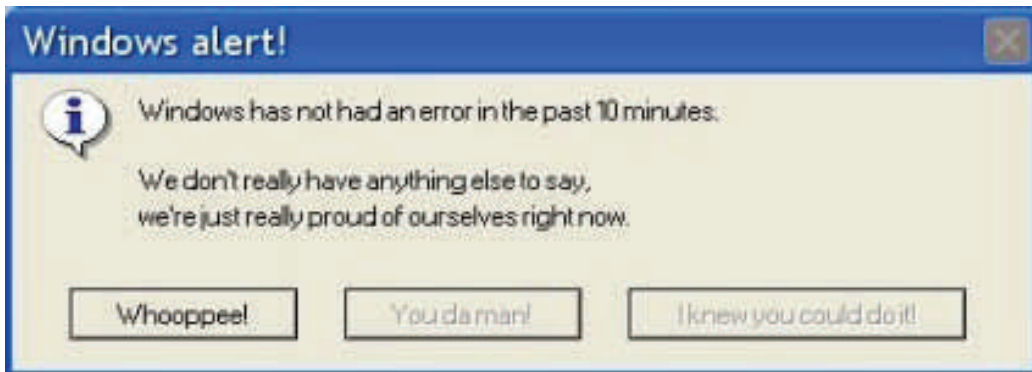 Windows alert!
Windows has not had an error in the past 10 minutes.
We don't really have anything else to say,
we're just really proud of ourselves right now.
Whooppee! You da man! I knew you could do it!